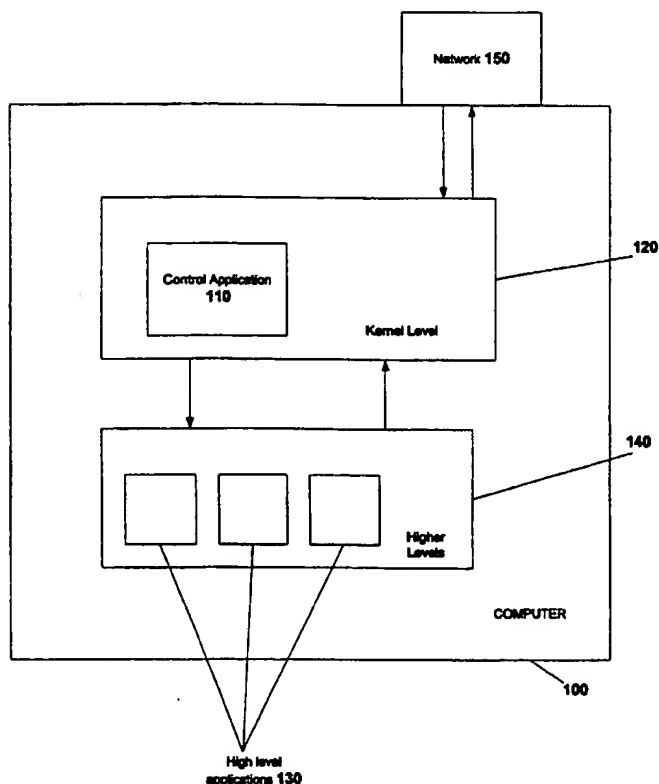 Network 150
120
Control Application
110
Kernel Level
140
Higher
Levels
COMPUTER
100
High level
applications 130